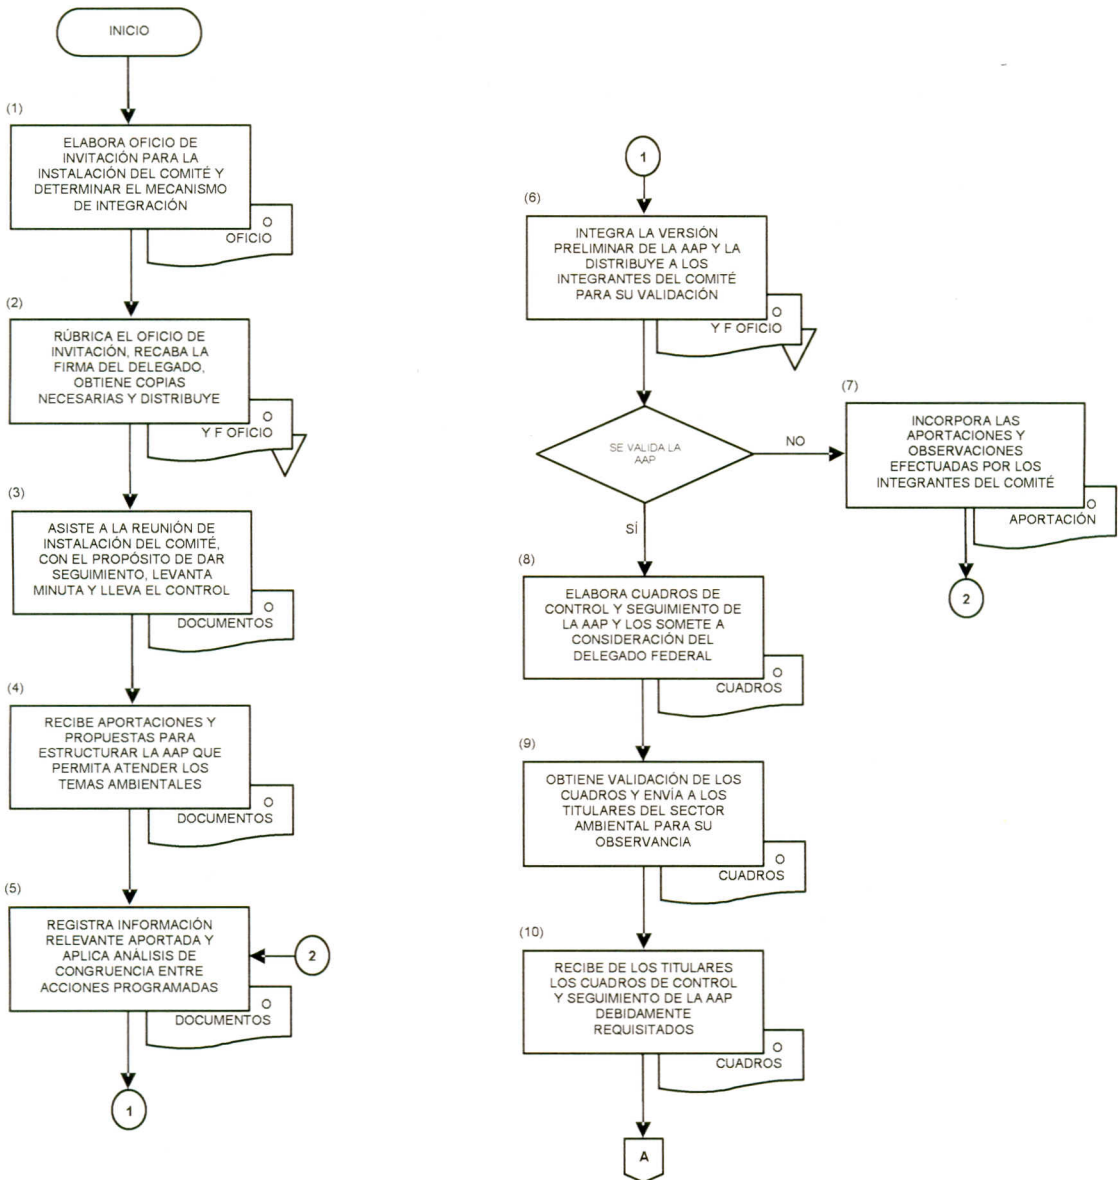 INICIO
(1)
ELABORA OFICIO DE
INVITACIÓN PARA LA
INSTALACIÓN DEL COMITÉ Y
DETERMINAR EL MECANISMO
DE INTEGRACIÓN
O
OFICIO
(2)
RÚBRICA EL OFICIO DE
INVITACIÓN, RECABA LA
FIRMA DEL DELEGADO,
OBTIENE COPIAS
NECESARIAS Y DISTRIBUYE
O
Y F OFICIO
(3)
ASISTE A LA REUNIÓN DE
INSTALACIÓN DEL COMITÉ,
CON EL PROPÓSITO DE DAR
SEGUIMIENTO, LEVANTA
MINUTA Y LLEVA EL CONTROL
O
DOCUMENTOS
(4)
RECIBE APORTACIONES Y
PROPUESTAS PARA
ESTRUCTURAR LA AAP QUE
PERMITA ATENDER LOS
TEMAS AMBIENTALES
O
DOCUMENTOS
(5)
REGISTRA INFORMACIÓN
RELEVANTE APORTADA Y
APLICA ANÁLISIS DE
CONGRUENCIA ENTRE
ACCIONES PROGRAMADAS
2
O
DOCUMENTOS
1
1
(6)
INTEGRA LA VERSIÓN
PRELIMINAR DE LA AAP Y LA
DISTRIBUYE A LOS
INTEGRANTES DEL COMITÉ
PARA SU VALIDACIÓN
O
Y F OFICIO
SE VALIDA LA
AAP
NO
(7)
INCORPORA LAS
APORTACIONES Y
OBSERVACIONES
EFECTUADAS POR LOS
INTEGRANTES DEL COMITÉ
O
APORTACIÓN
2
SÍ
(8)
ELABORA CUADROS DE
CONTROL Y SEGUIMIENTO DE
LA AAP Y LOS SOMETE A
CONSIDERACIÓN DEL
DELEGADO FEDERAL
O
CUADROS
(9)
OBTIENE VALIDACIÓN DE LOS
CUADROS Y ENVÍA A LOS
TITULARES DEL SECTOR
AMBIENTAL PARA SU
OBSERVANCIA
O
CUADROS
(10)
RECIBE DE LOS TITULARES
LOS CUADROS DE CONTROL
Y SEGUIMIENTO DE LA AAP
DEBIDAMENTE
REQUISITADOS
O
CUADROS
A